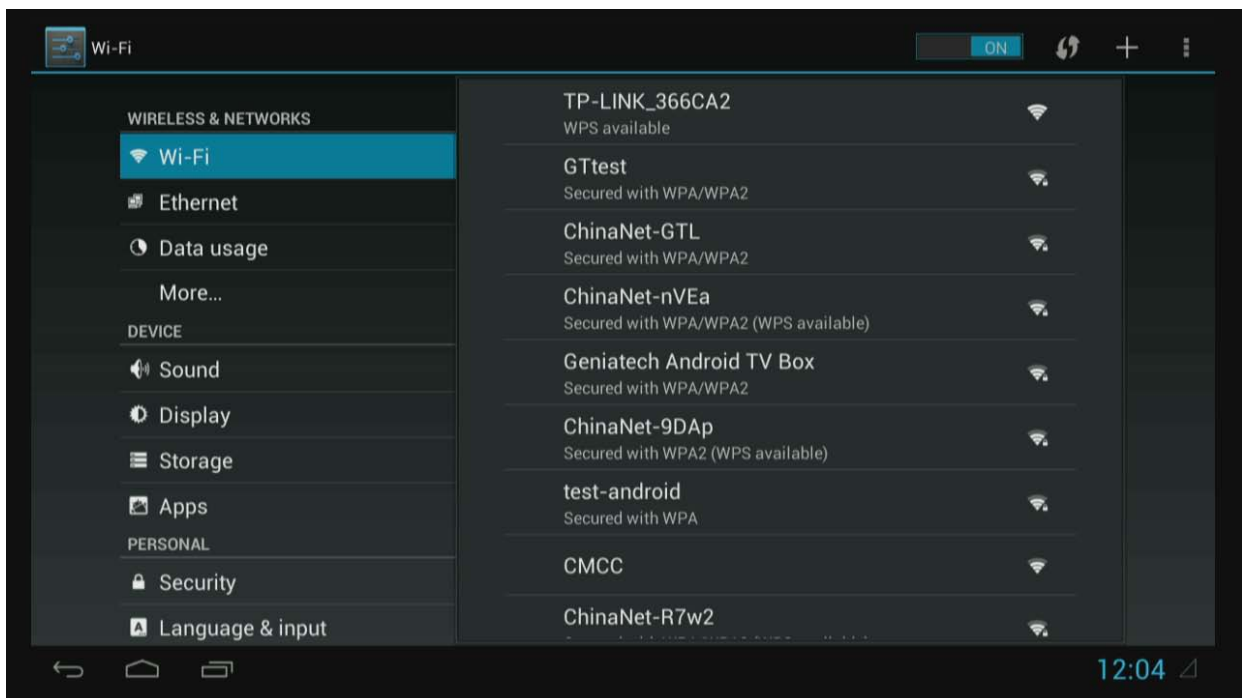 Wi-Fi
ON
WIRELESS & NETWORKS
Wi-Fi
Ethernet
Data usage
More...
DEVICE
Sound
Display
Storage
Apps
PERSONAL
Security
A Language & input
TP-LINK_366CA2
WPS available
GTtest
Secured with WPA/WPA2
ChinaNet-GTL
Secured with WPA/WPA2
ChinaNet-nVEa
Secured with WPA/WPA2 (WPS available)
Geniatech Android TV Box
Secured with WPA/WPA2
ChinaNet-9DAp
Secured with WPA2 (WPS available)
test-android
Secured with WPA
CMCC
ChinaNet-R7w2
12:04